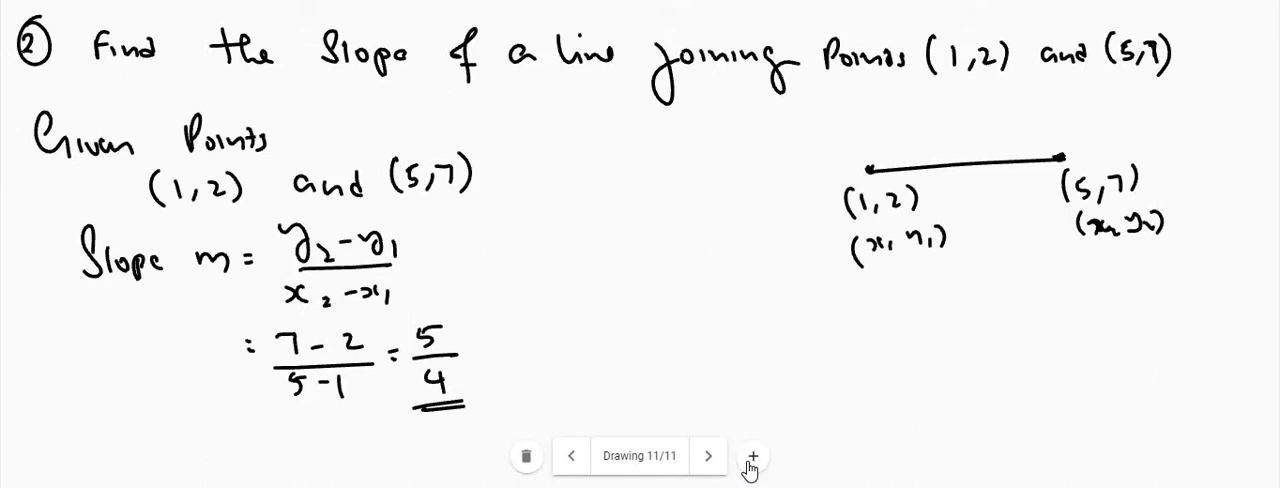 ② Find the Slope of a line joining Points (1,2) and (5,7)
Given Points
(1,2) and (5,7)
Slope m = y₂-y₁
x₂-x₁
= 7-2 = 5
5-1 4
(1,2) (5,7)
(x₁ y₁) (x₂ y₂)
Drawing 11/11